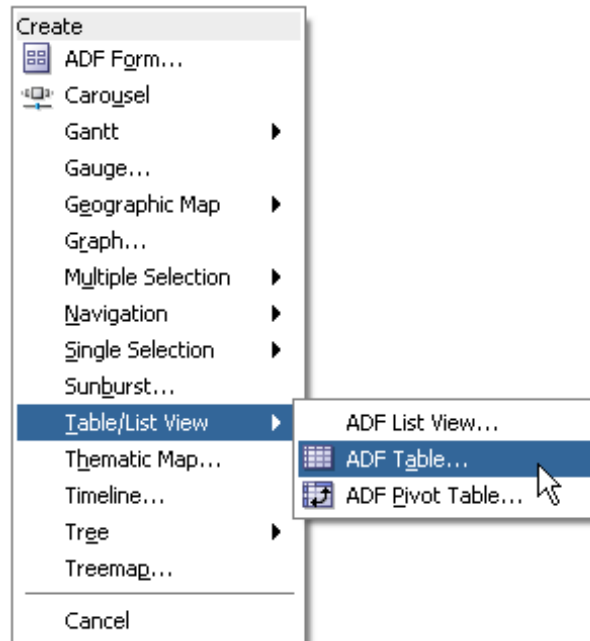 Create
ADF Form...
Carousel
Gantt
Gauge...
Geographic Map
Graph...
Multiple Selection
Navigation
Single Selection
Sunburst...
Table/List View
ADF List View...
Thematic Map...
ADF Table...
Timeline...
ADF Pivot Table...
Tree
Treemap...
Cancel